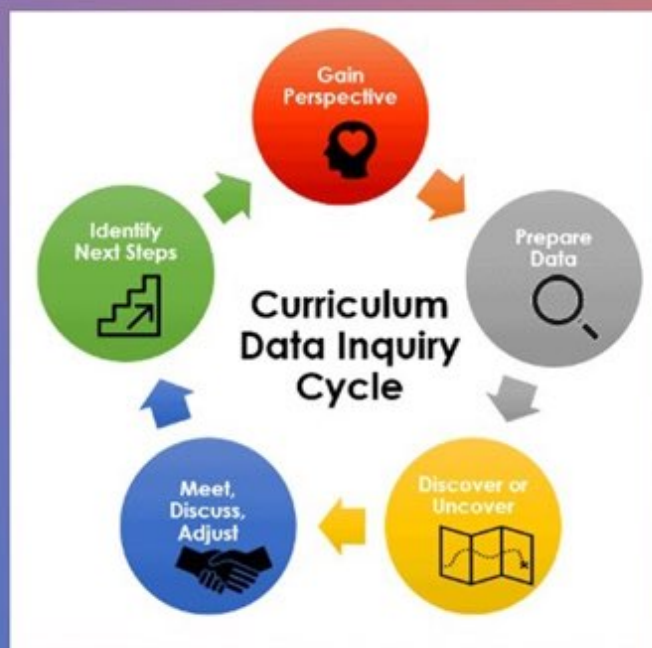 Gain
Perspective
Prepare
Data
Discover or
Uncover
Meet,
Discuss,
Adjust
Identify
Next Steps
Curriculum
Data Inquiry
Cycle